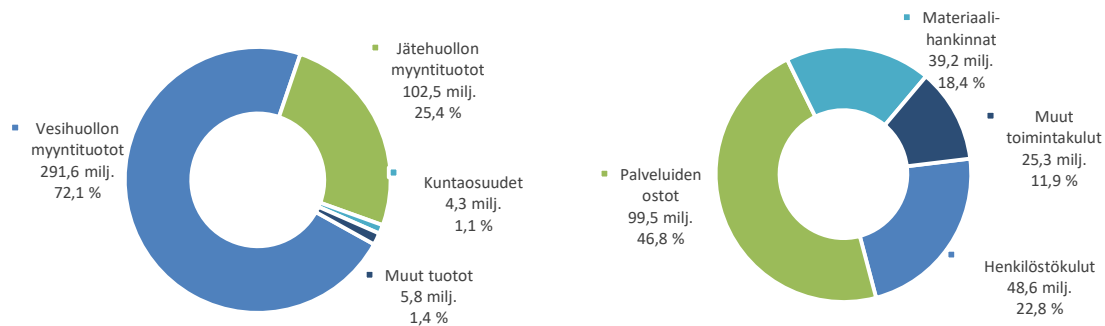 Jätehuollon
myyntituotot
102,5 milj.
25,4 %
Vesihuollon
myyntituotot
291,6 milj.
72,1 %
Kuntaosuudet
4,3 milj.
1,1 %
Muut tuotot
5,8 milj.
1,4 %
Materiaali-
hankinnat
39,2 milj.
18,4 %
Muut
toimintakulut
25,3 milj.
11,9 %
Palveluiden
ostot
99,5 milj.
46,8 %
Henkilöstökulut
48,6 milj.
22,8 %